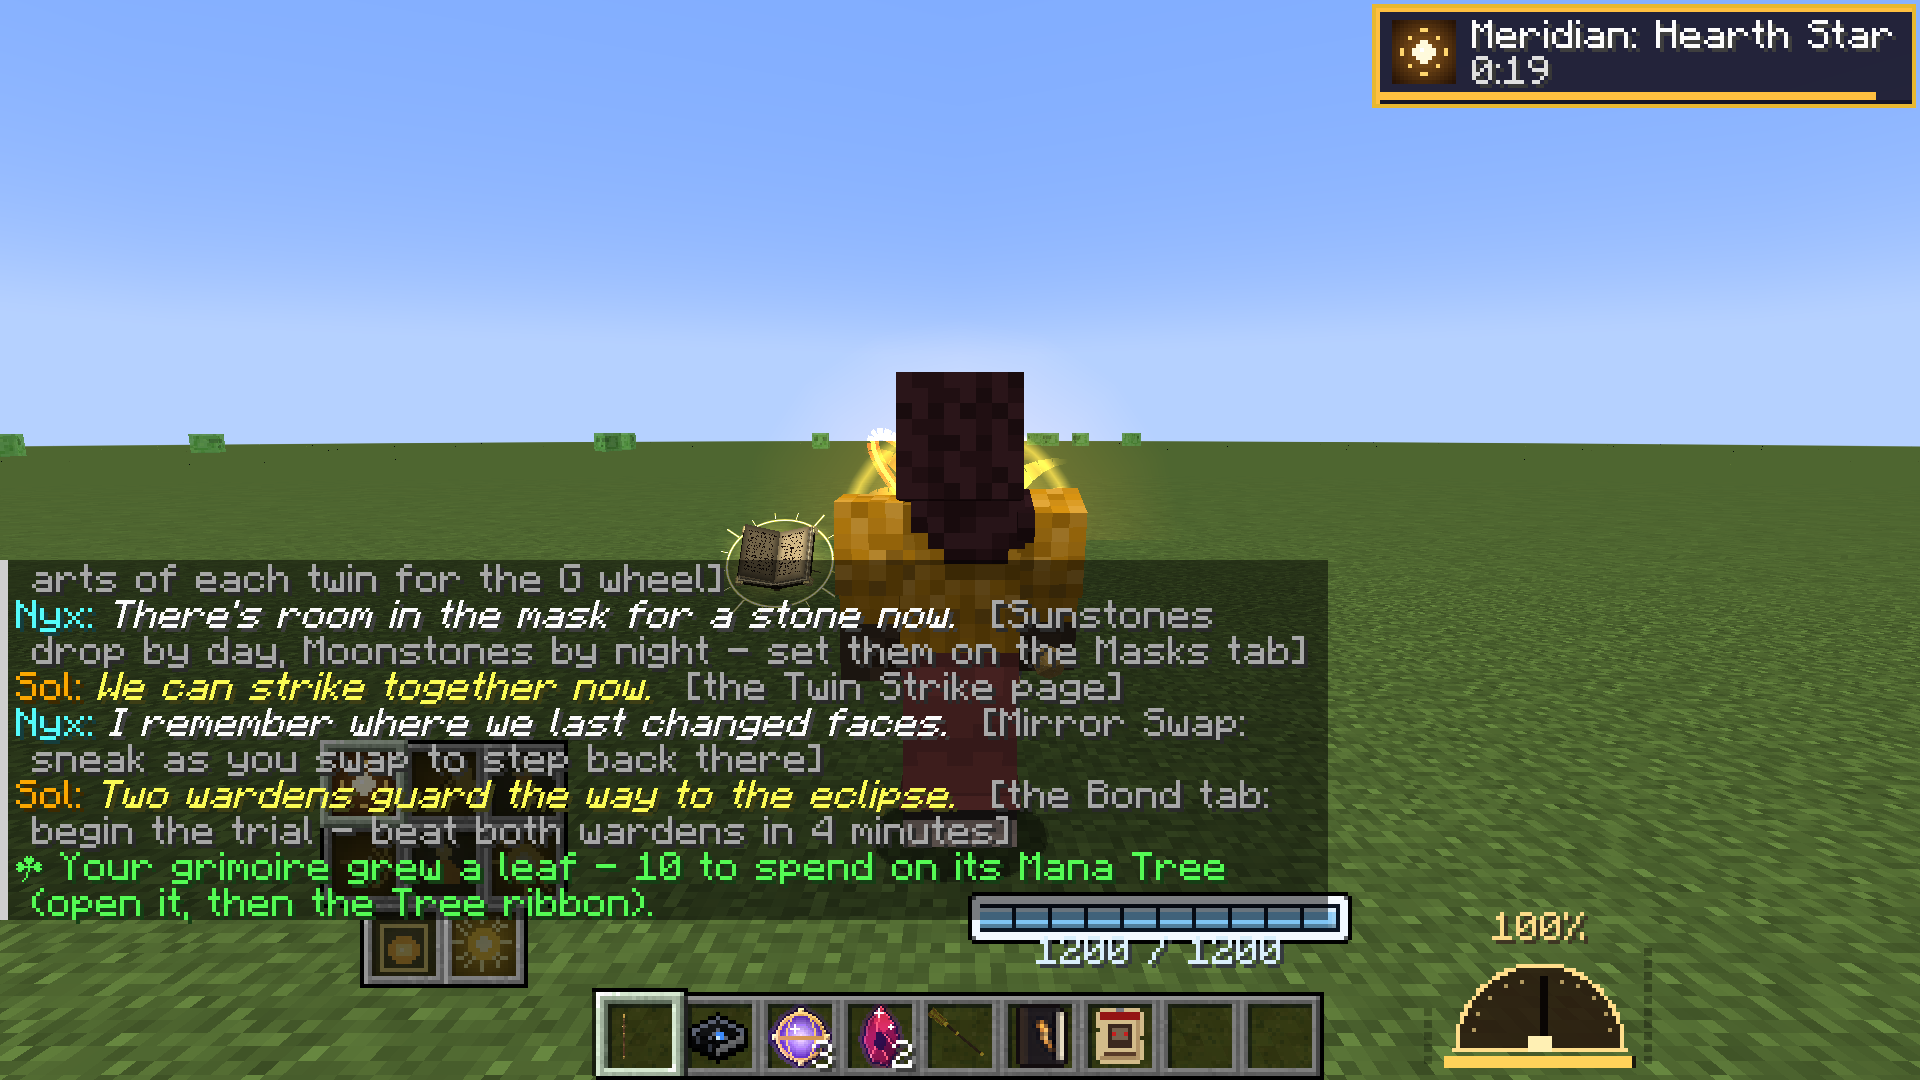 Meridian: Hearth Star
0:19
arts of each twin for the G wheel]
Nyx: There's room in the mask for a stone now. [Sunstones
drop by day, Moonstones by night - set them on the Masks tab]
Sol: We can strike together now. [the Twin Strike page]
Nyx: I remember where we last changed faces. [Mirror Swap:
sneak as you swap to step back there]
Sol: Two wardens guard the way to the eclipse. [the Bond tab:
begin the trial - beat both wardens in 4 minutes]
☘ Your grimoire grew a leaf - 10 to spend on its Mana Tree
(open it, then the Tree ribbon).
1200 / 1200
100%
3
2